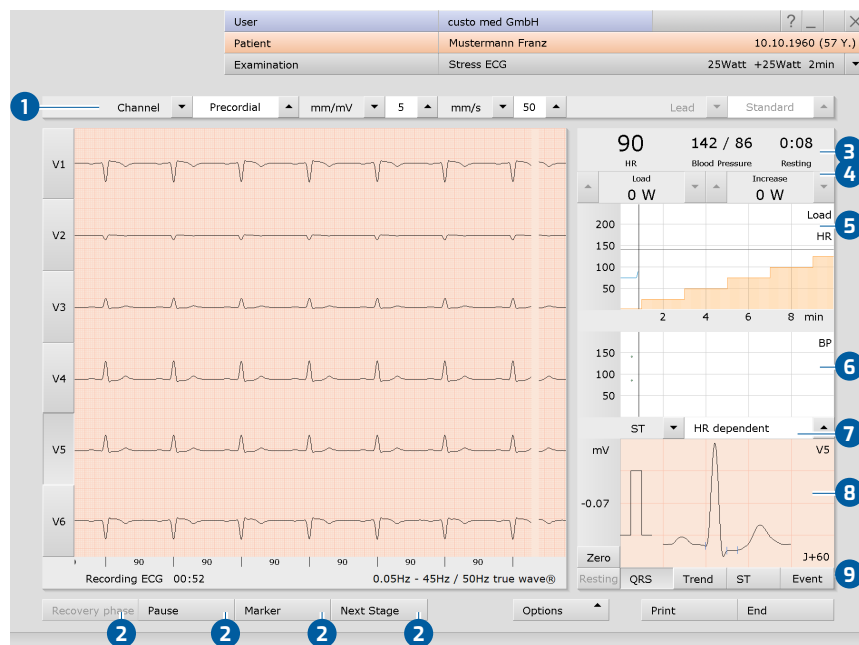 User custo med GmbH ? _ X
Patient Mustermann Franz 10.10.1960 (57 Y.)
Examination Stress ECG 25Watt +25Watt 2min
1 Channel Precordial mm/mV 5 mm/s 50 Lead Standard
90 142 / 86 0:08 3
HR Blood Pressure Resting
Load Increase 4
0 W 0 W
V1
V2
V3
V4
V5
V6
Load
200 5
HR
150
100
50
2 4 6 8 min
BP
150
100 6
50
ST HR dependent 7
mV V5
-0.07 8
Zero J+60
90 90 90 90 90 90
Recording ECG 00:52 0.05Hz - 45Hz / 50Hz true wave®
Resting QRS Trend ST Event 9
Recovery phase Pause Marker Next Stage Options Print End
2 2 2 2